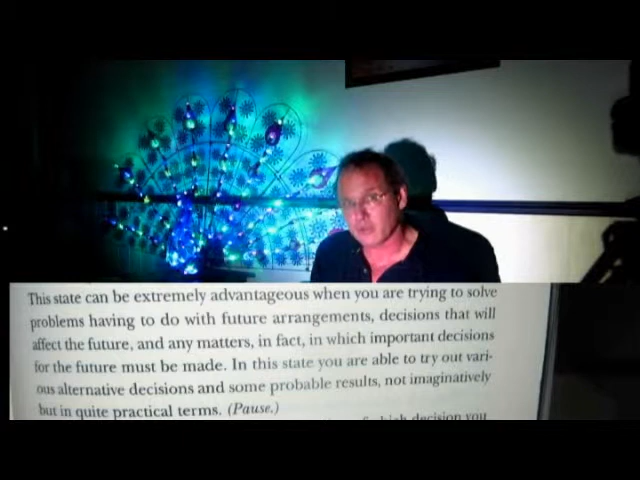 This state can be extremely advantageous when you are trying to solve
problems having to do with future arrangements, decisions that will
affect the future, and any matters, in fact, in which important decisions
for the future must be made. In this state you are able to try out vari-
ous alternative decisions and some probable results, not imaginatively
but in quite practical terms. (Pause.)
which decision you